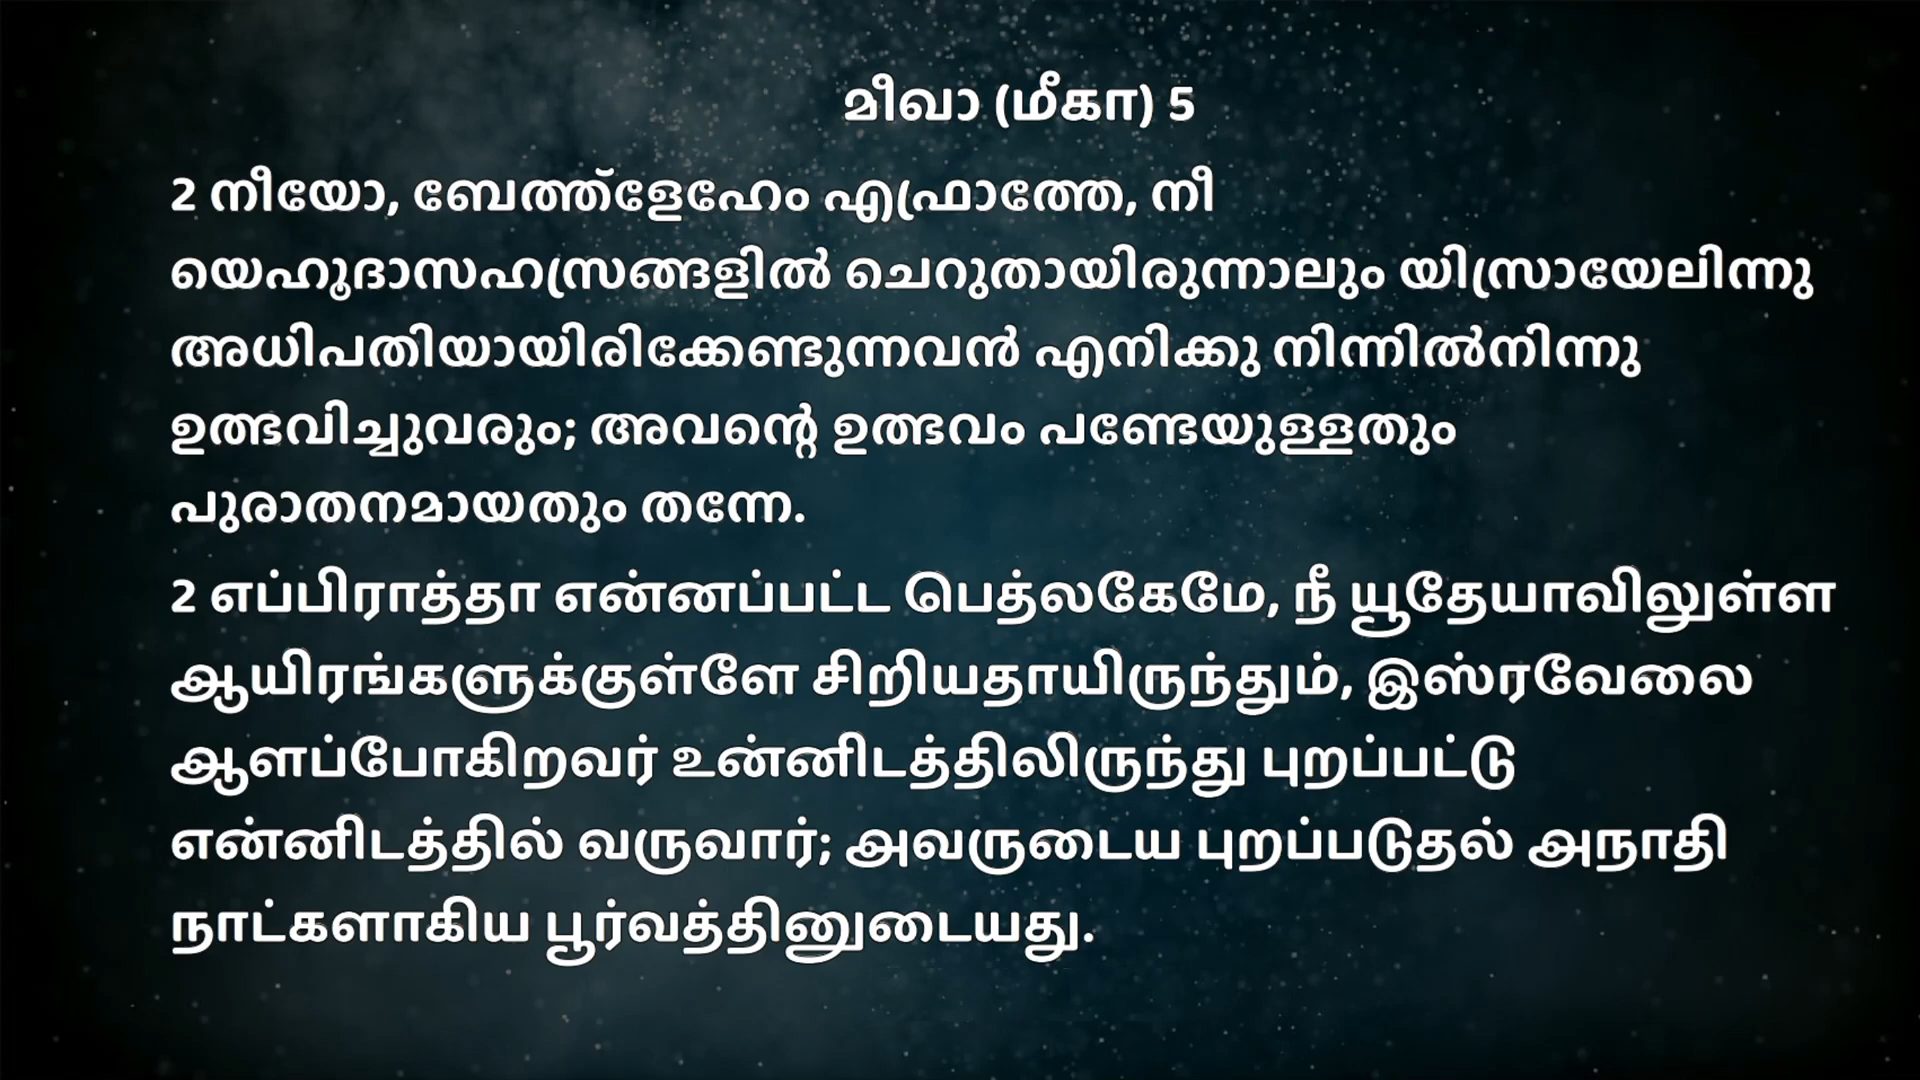 മീഖാ (மீகா) 5
2 നീയോ, ബേത്ത്ളേഹേം എഫ്രാത്തേ, നീ
യെഹൂദാസഹസ്രങ്ങളിൽ ചെറുതായിരുന്നാലും യിസ്രായേലിന്നു
അധിപതിയായിരിക്കേണ്ടുന്നവൻ എനിക്കു നിന്നിൽനിന്നു
ഉത്ഭവിച്ചുവരും; അവന്റെ ഉത്ഭവം പണ്ടേയുള്ളതും
പുരാതനമായതും തന്നേ.
2 எப்பிராத்தா என்னப்பட்ட பெத்லகேமே, நீ யூதேயாவிலுள்ள
ஆயிரங்களுக்குள்ளே சிறியதாயிருந்தும், இஸ்ரவேலை
ஆளப்போகிறவர் உன்னிடத்திலிருந்து புறப்பட்டு
என்னிடத்தில் வருவார்; அவருடைய புறப்படுதல் அநாதி
நாட்களாகிய பூர்வத்தினுடையது.